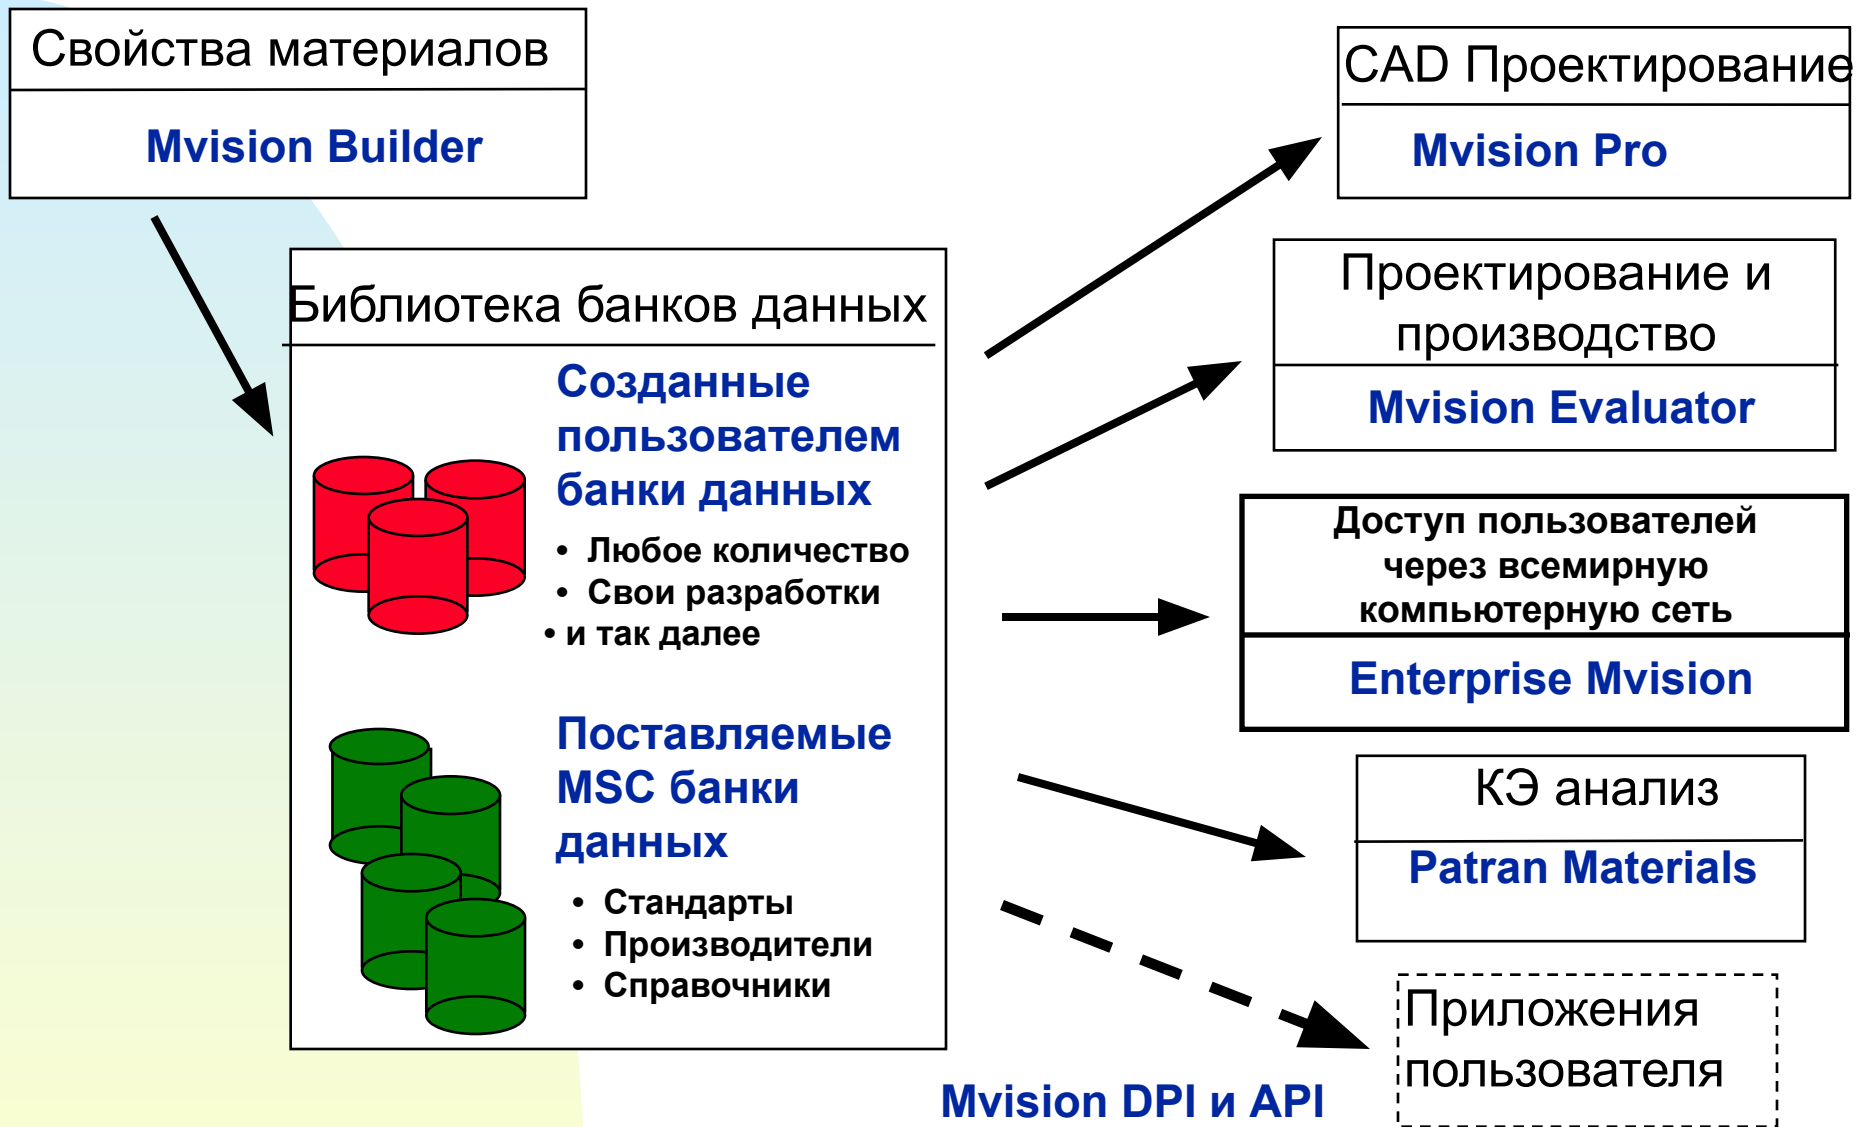 Свойства материалов
Mvision Builder
Библиотека банков данных
Созданные
пользователем
банки данных
• Любое количество
• Свои разработки
• и так далее
Поставляемые
MSC банки
данных
• Стандарты
• Производители
• Справочники
CAD Проектирование
Mvision Pro
Проектирование и
производство
Mvision Evaluator
Доступ пользователей
через всемирную
компьютерную сеть
Enterprise Mvision
КЭ анализ
Patran Materials
Приложения
пользователя
Mvision DPI и API